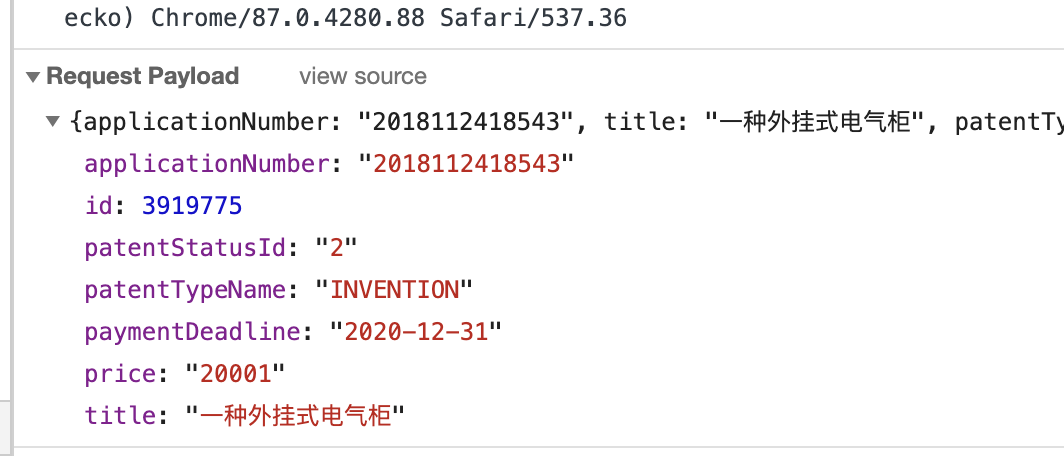 ecko) Chrome/87.0.4280.88 Safari/537.36
Request Payload view source
{applicationNumber: "2018112418543", title: "一种外挂式电气柜", patentTy
applicationNumber: "2018112418543"
id: 3919775
patentStatusId: "2"
patentTypeName: "INVENTION"
paymentDeadline: "2020-12-31"
price: "20001"
title: "一种外挂式电气柜"